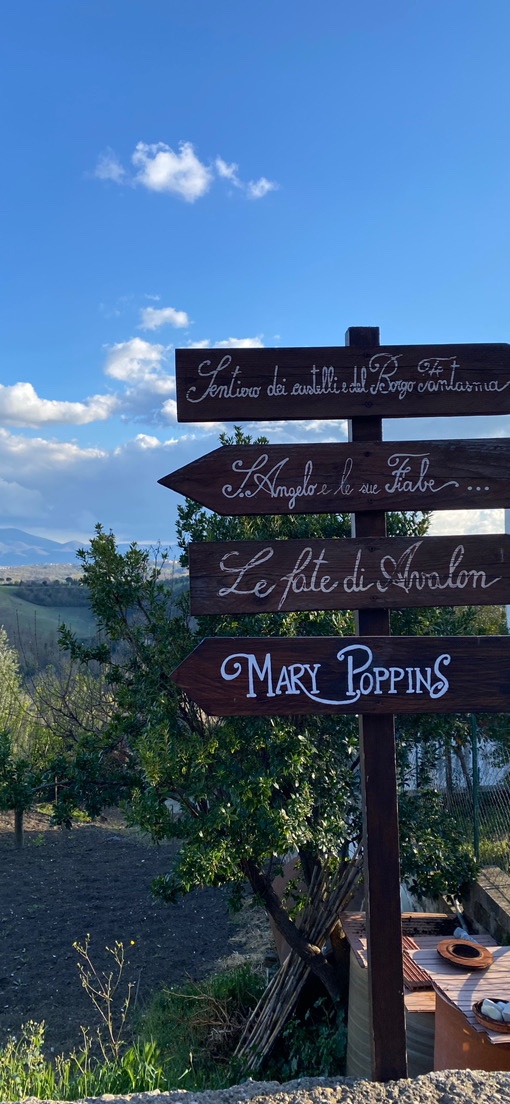 Sentiero dei castelli e del Borgo Fantasma
S. Angelo e le sue Fiabe ...
Le fate di Avalon
MARY POPPINS